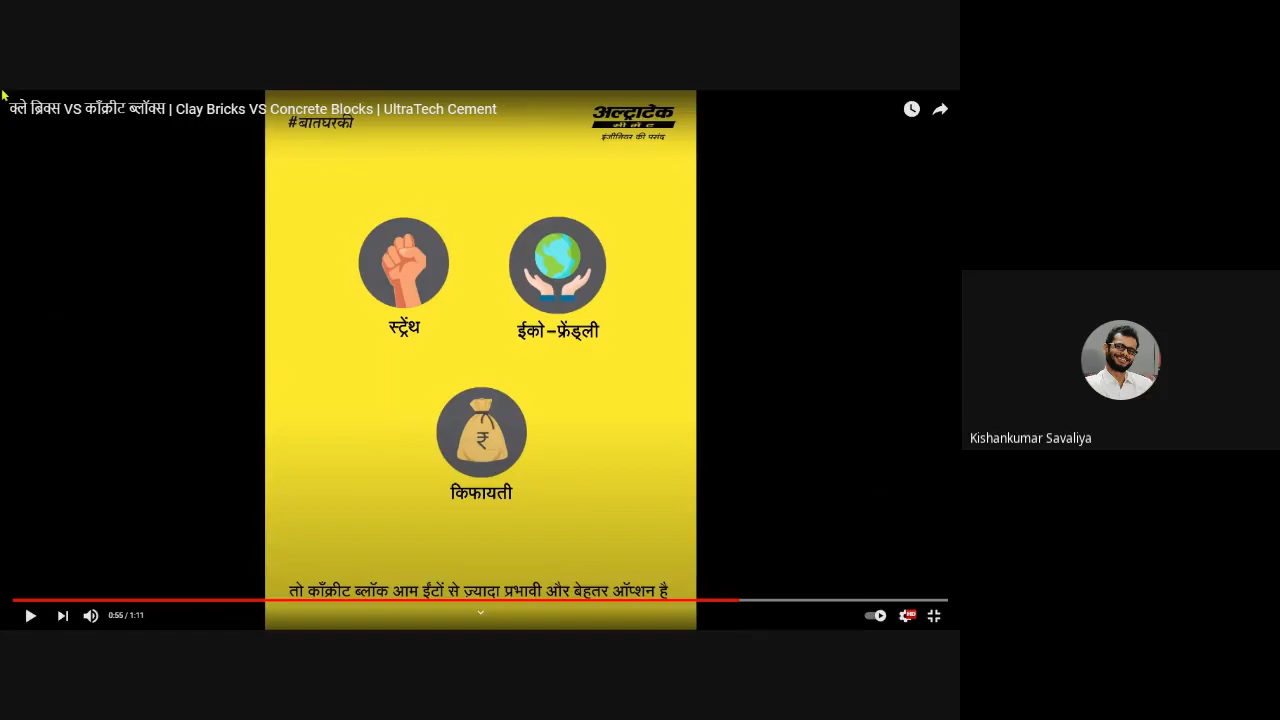 क्ले ब्रिक्स VS कॉंक्रीट ब्लॉक्स | Clay Bricks VS Concrete Blocks | UltraTech Cement
#बातघरकी
अल्ट्राटेक
सीमेंट
इंजीनियर की पसंद
स्ट्रेंथ
ईको-फ्रेंड्ली
किफायती
तो कॉंक्रीट ब्लॉक आम ईंटों से ज़्यादा प्रभावी और बेहतर ऑप्शन है
0:55 / 1:11
HD
Kishankumar Savaliya